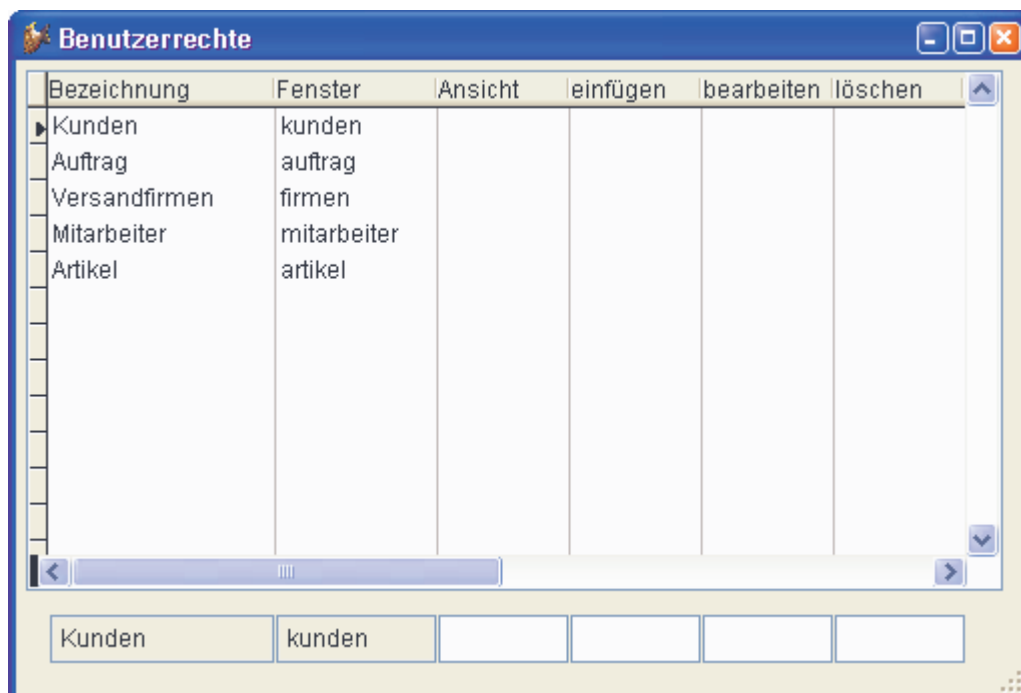 Benutzerrechte
Bezeichnung Fenster Ansicht einfügen bearbeiten löschen
Kunden kunden
Auftrag auftrag
Versandfirmen firmen
Mitarbeiter mitarbeiter
Artikel artikel
Kunden kunden